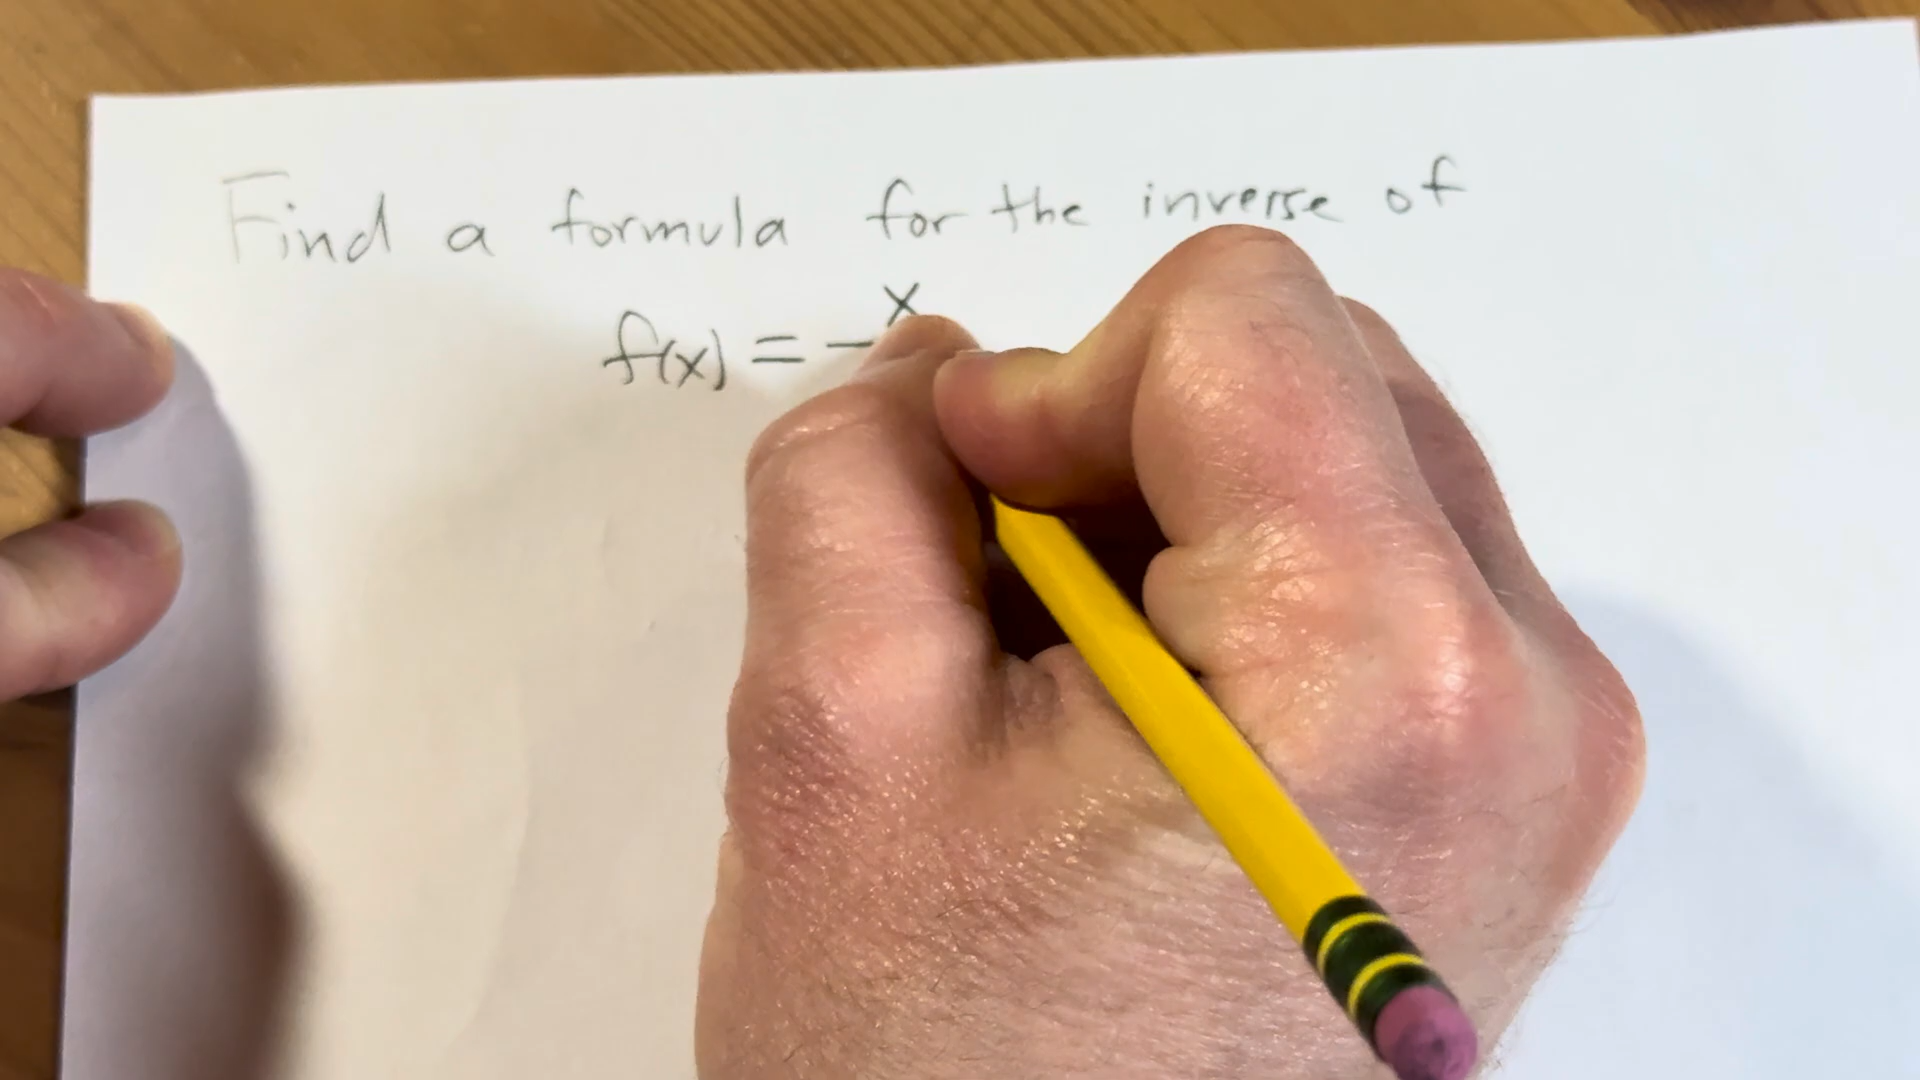 Find a formula for the inverse of
f(x) = x